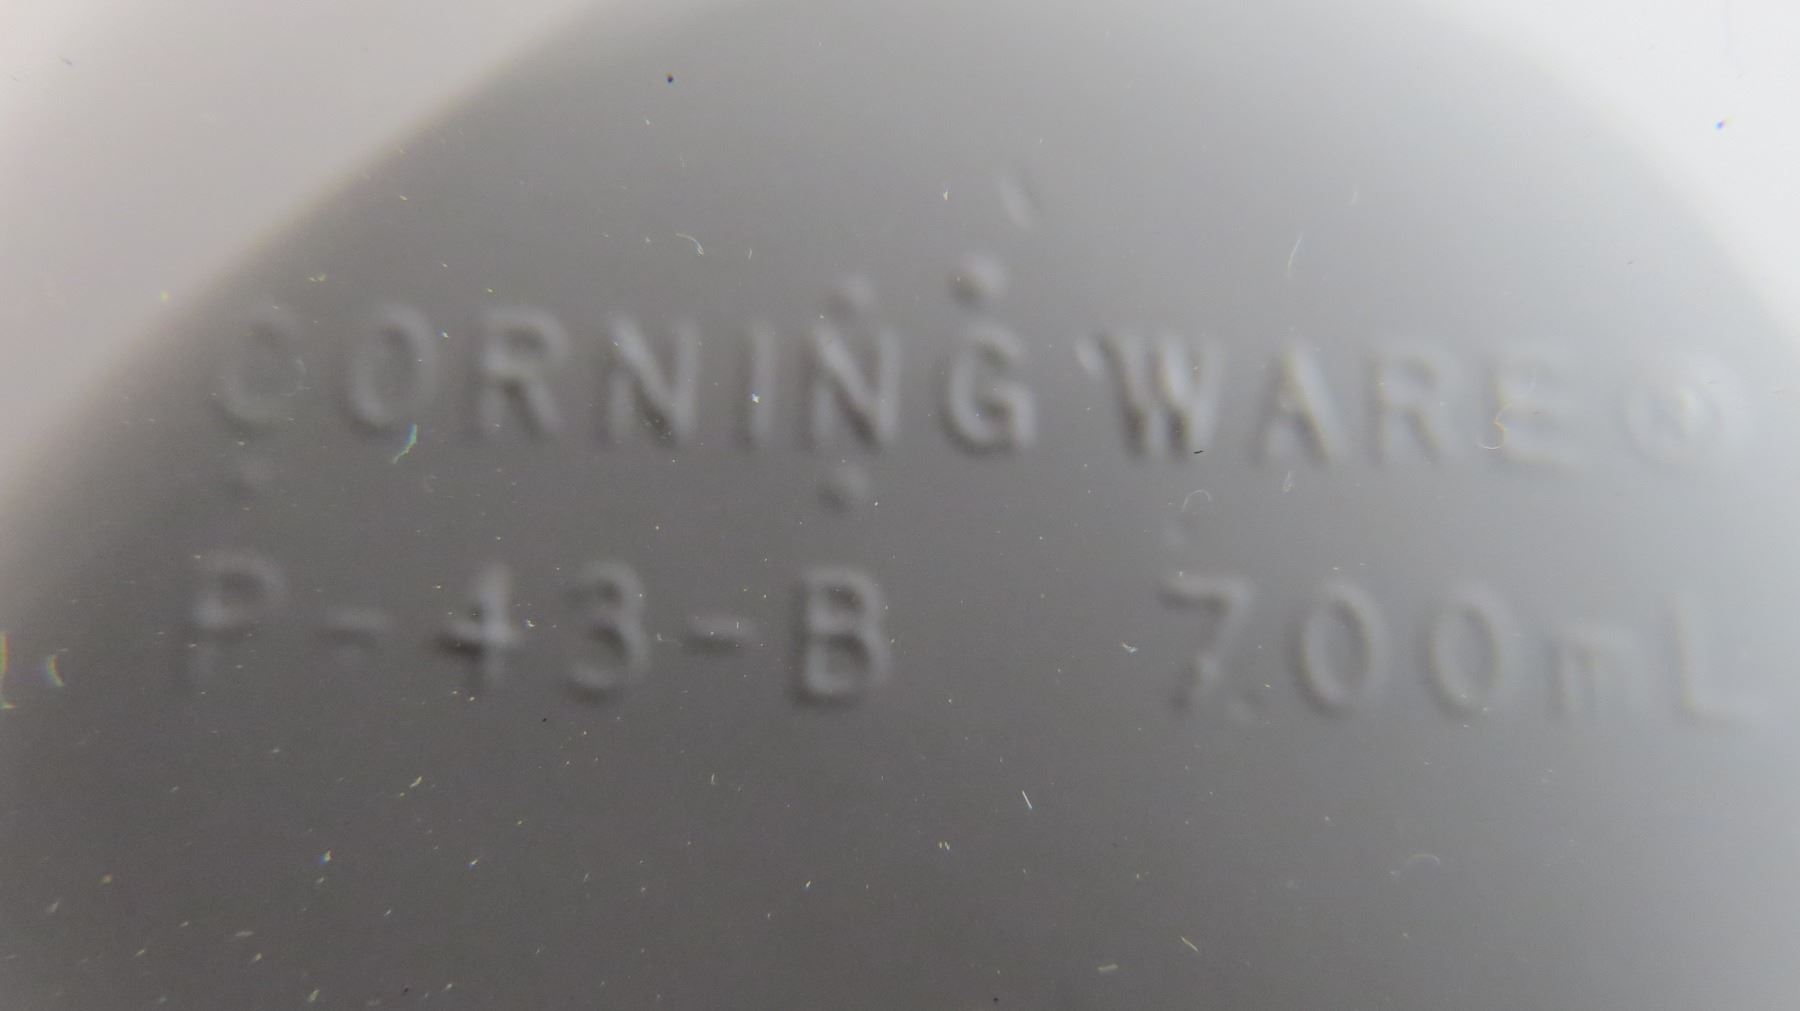 CORNING WARE ®
P-43-B 700mL